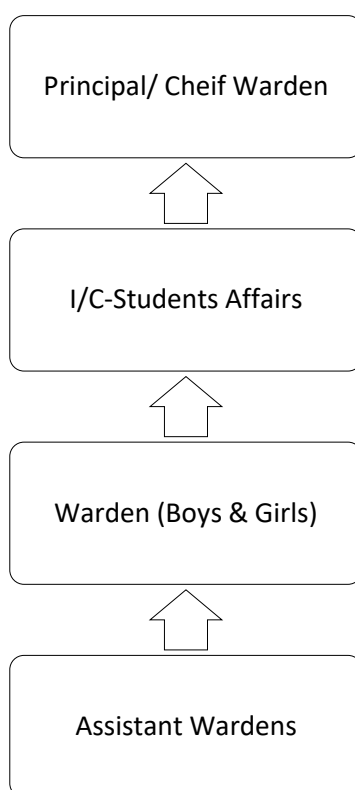 Principal/ Cheif Warden
I/C-Students Affairs
Warden (Boys & Girls)
Assistant Wardens